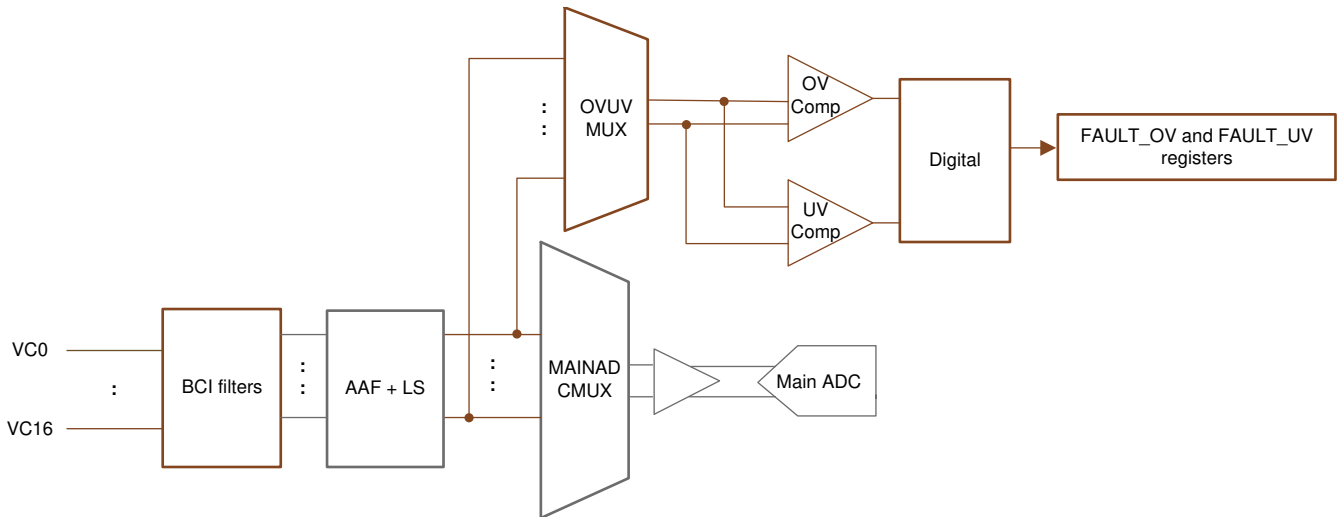 OVUV
MUX
OV
Comp
UV
Comp
Digital
FAULT_OV and FAULT_UV
registers
VC0
:
VC16
BCI filters
:
:
AAF + LS
:
:
:
:
MAINAD
CMUX
Main ADC